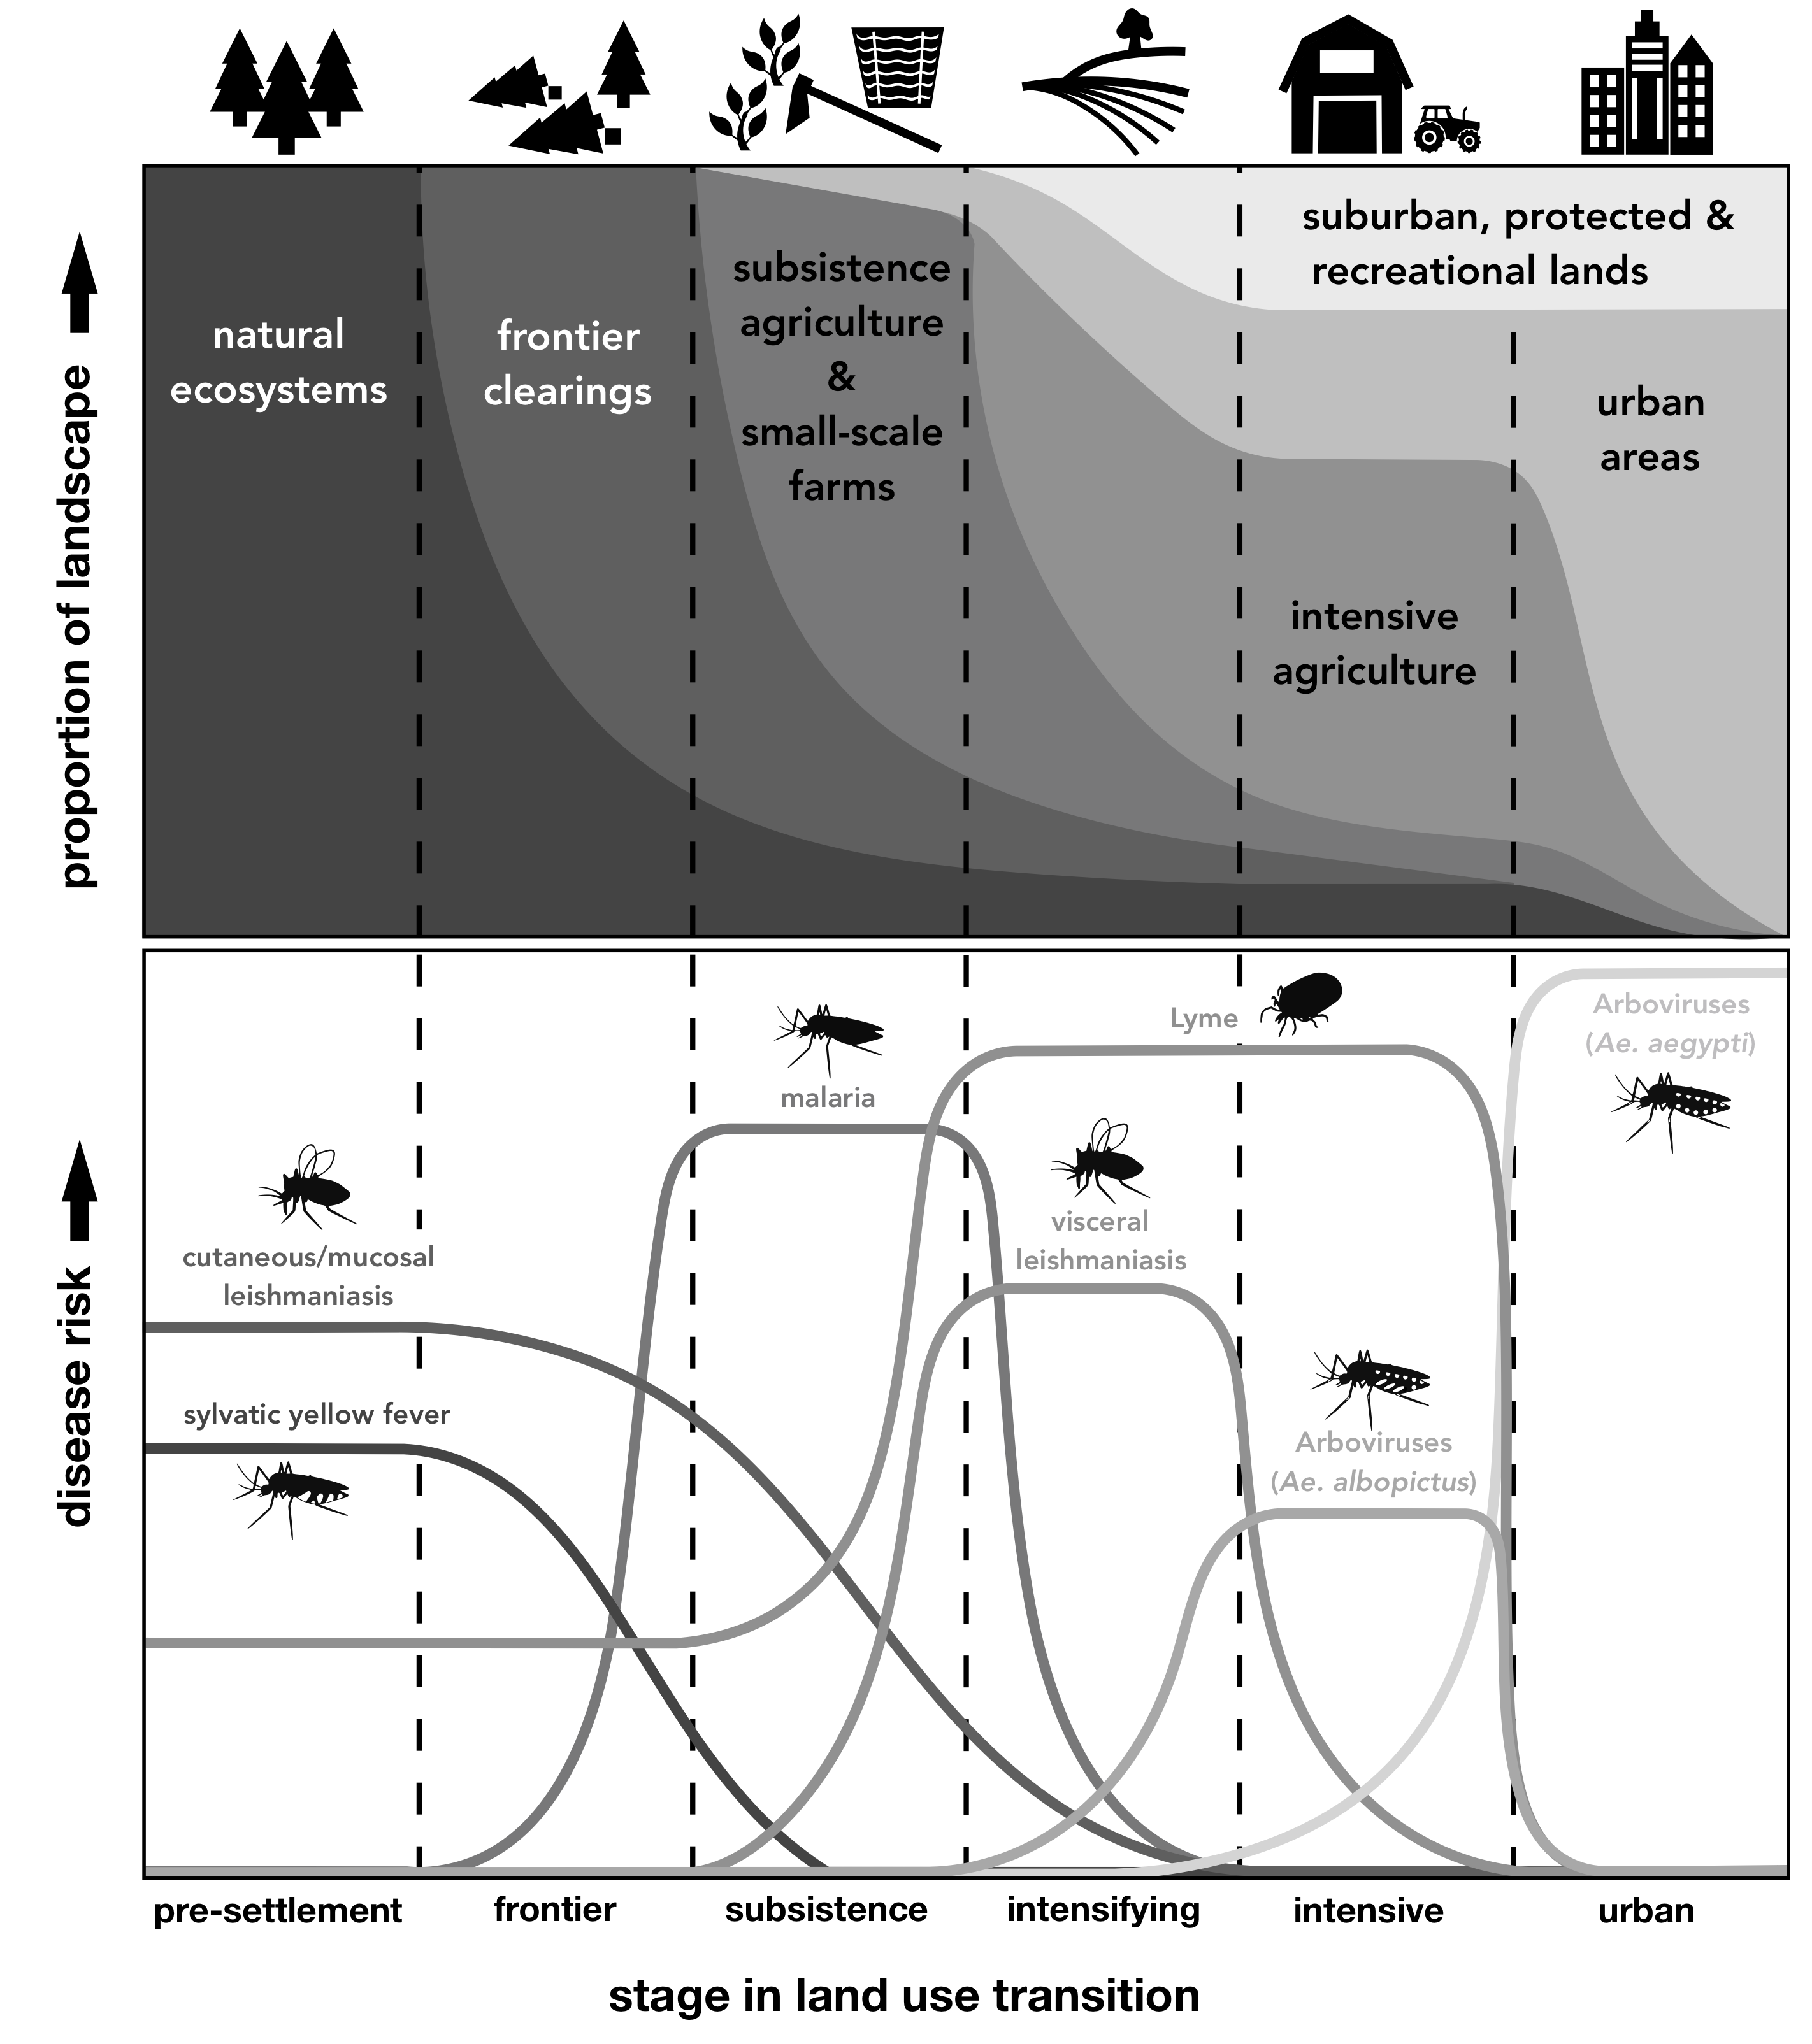 proportion of landscape
natural
ecosystems
frontier
clearings
subsistence
agriculture
&
small-scale
farms
intensive
agriculture
suburban, protected &
recreational lands
urban
areas
disease risk
cutaneous/mucosal
leishmaniasis
sylvatic yellow fever
malaria
Lyme
visceral
leishmaniasis
Arboviruses
(Ae. albopictus)
Arboviruses
(Ae. aegypti)
pre-settlement
frontier
subsistence
intensifying
intensive
urban
stage in land use transition